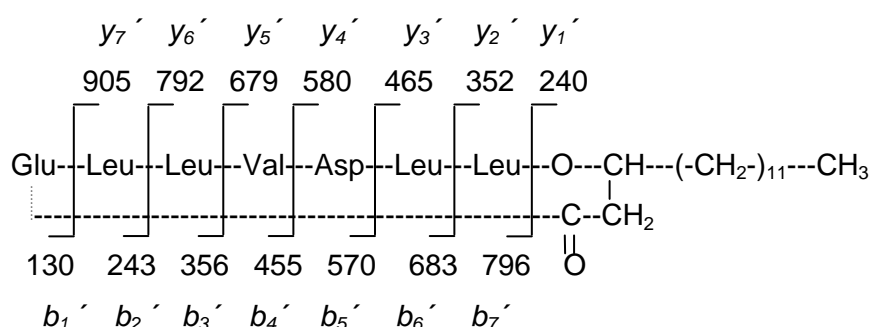 y₇ ´ y₆ ´ y₅ ´ y₄ ´ y₃ ´ y₂ ´ y₁ ´
905 792 679 580 465 352 240
Glu---Leu---Leu---Val---Asp---Leu---Leu---O---CH---(-CH₂-)₁₁---CH₃
C--CH₂
O
130 243 356 455 570 683 796
b₁ ´ b₂ ´ b₃ ´ b₄ ´ b₅ ´ b₆ ´ b₇ ´